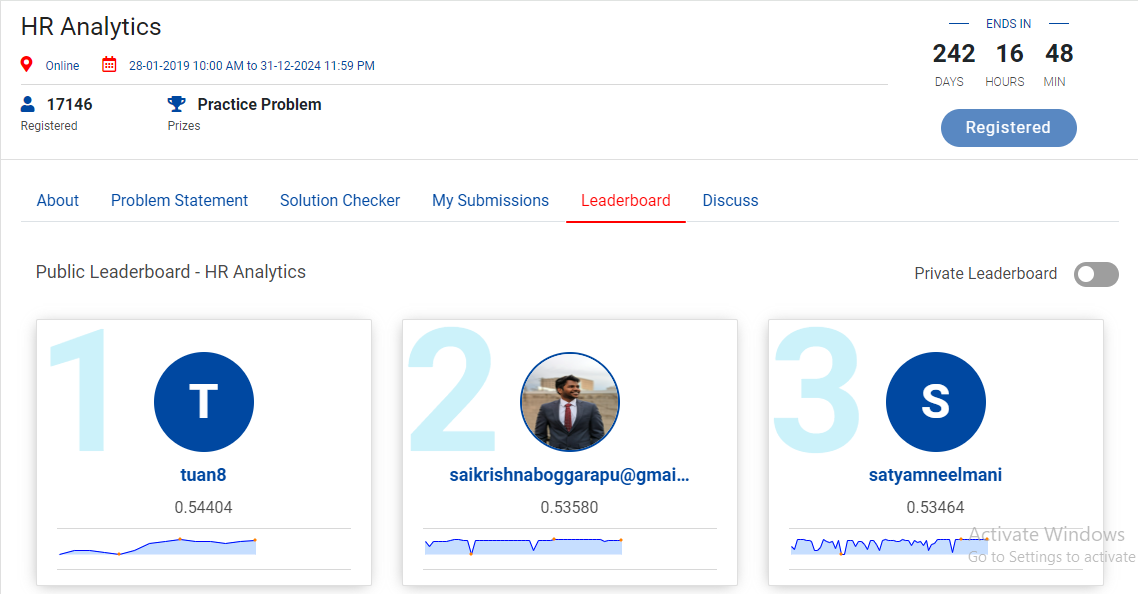 HR Analytics
ENDS IN
242 16 48
DAYS HOURS MIN
Online 28-01-2019 10:00 AM to 31-12-2024 11:59 PM
17146 Practice Problem
Registered Prizes
Registered
About Problem Statement Solution Checker My Submissions Leaderboard Discuss
Public Leaderboard - HR Analytics Private Leaderboard
1 2 3
T S
tuan8 saikrishnaboggarapu@gmai... satyamneelmani
0.54404 0.53580 0.53464
Activate Windows
Go to Settings to activate